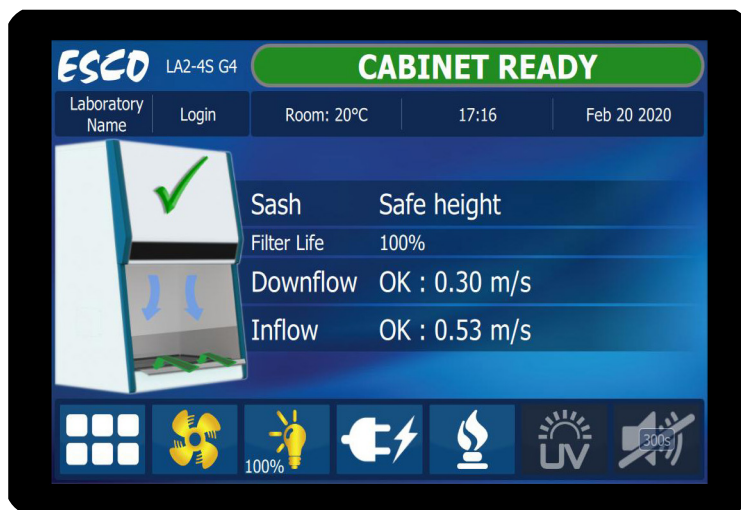 ESCO LA2-4S G4 CABINET READY
Laboratory Name Login Room: 20°C 17:16 Feb 20 2020
Sash Safe height
Filter Life 100%
Downflow OK : 0.30 m/s
Inflow OK : 0.53 m/s
100% UV 300s